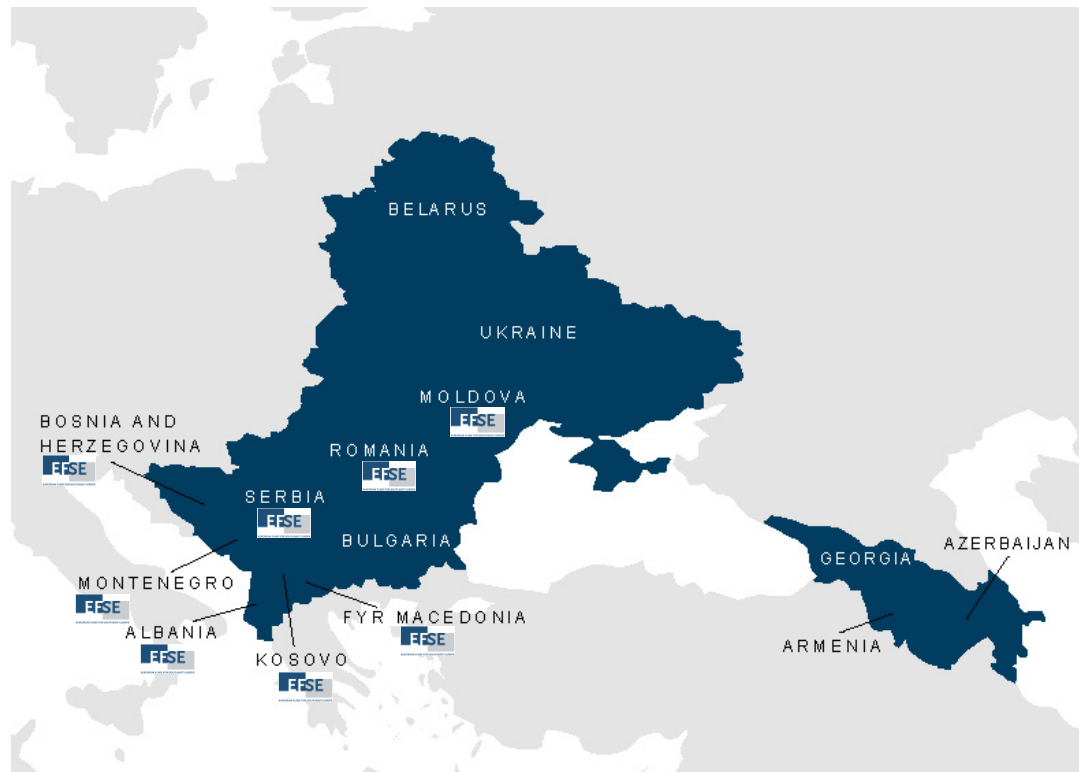 BELARUS
UKRAINE
MOLDOVA
EFSE
BOSNIA AND
HERZEGOVINA
EFSE
ROMANIA
EFSE
SERBIA
EFSE
BULGARIA
MONTENEGRO
EFSE
ALBANIA
EFSE
KOSOVO
EFSE
FYR MACEDONIA
EFSE
GEORGIA
AZERBAIJAN
ARMENIA